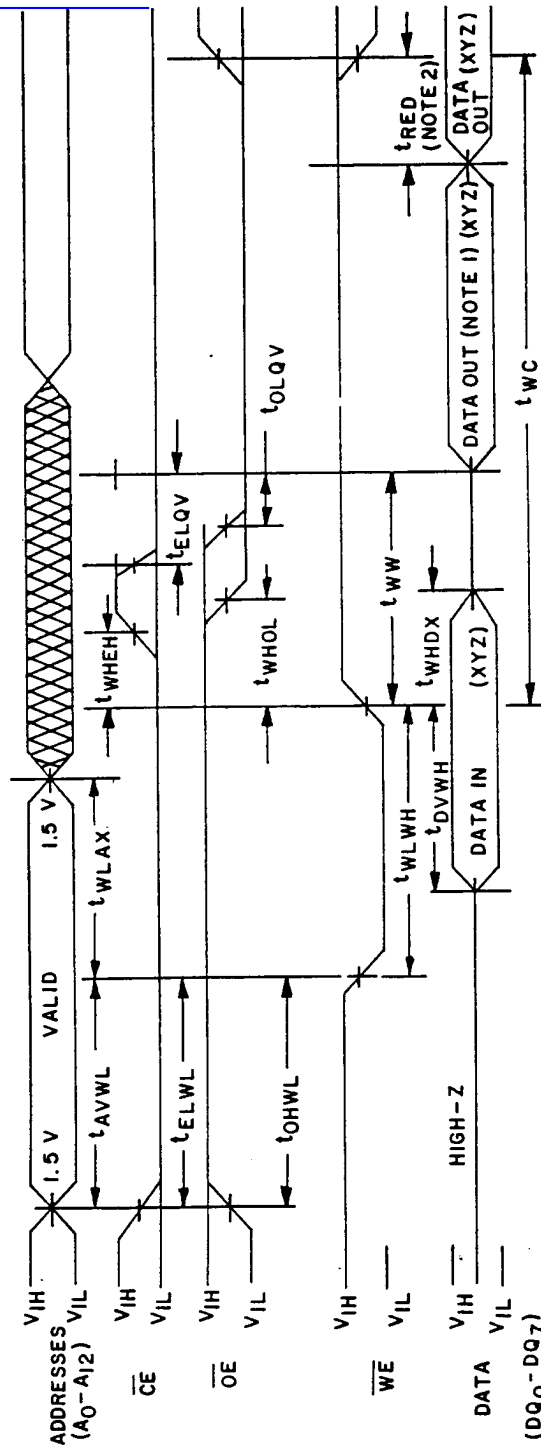 ADDRESSES
(A0-A12)
VIH
VIL
1.5 V
VALID
1.5 V
tAVWL
tWLAX
tWHEH
tELQV
CE
VIH
VIL
tELWL
OE
VIH
VIL
tOHWL
tWHOL
tOLQV
WE
VIH
VIL
tWLWH
tWW
tRED
(NOTE 2)
tDVWH
tWHDX
DATA
(DQ0-DQ7)
VIH
VIL
HIGH-Z
DATA IN (XYZ)
DATA OUT (NOTE 1) (XYZ)
DATA (XYZ)
OUT
tWC